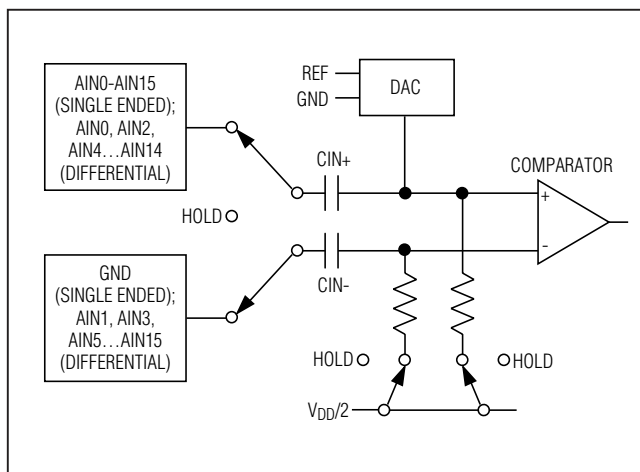 AIN0-AIN15
(SINGLE ENDED);
AIN0, AIN2,
AIN4…AIN14
(DIFFERENTIAL)
REF
GND
DAC
CIN+
COMPARATOR
+
-
HOLD
CIN-
GND
(SINGLE ENDED);
AIN1, AIN3,
AIN5…AIN15
(DIFFERENTIAL)
HOLD
HOLD
VDD/2